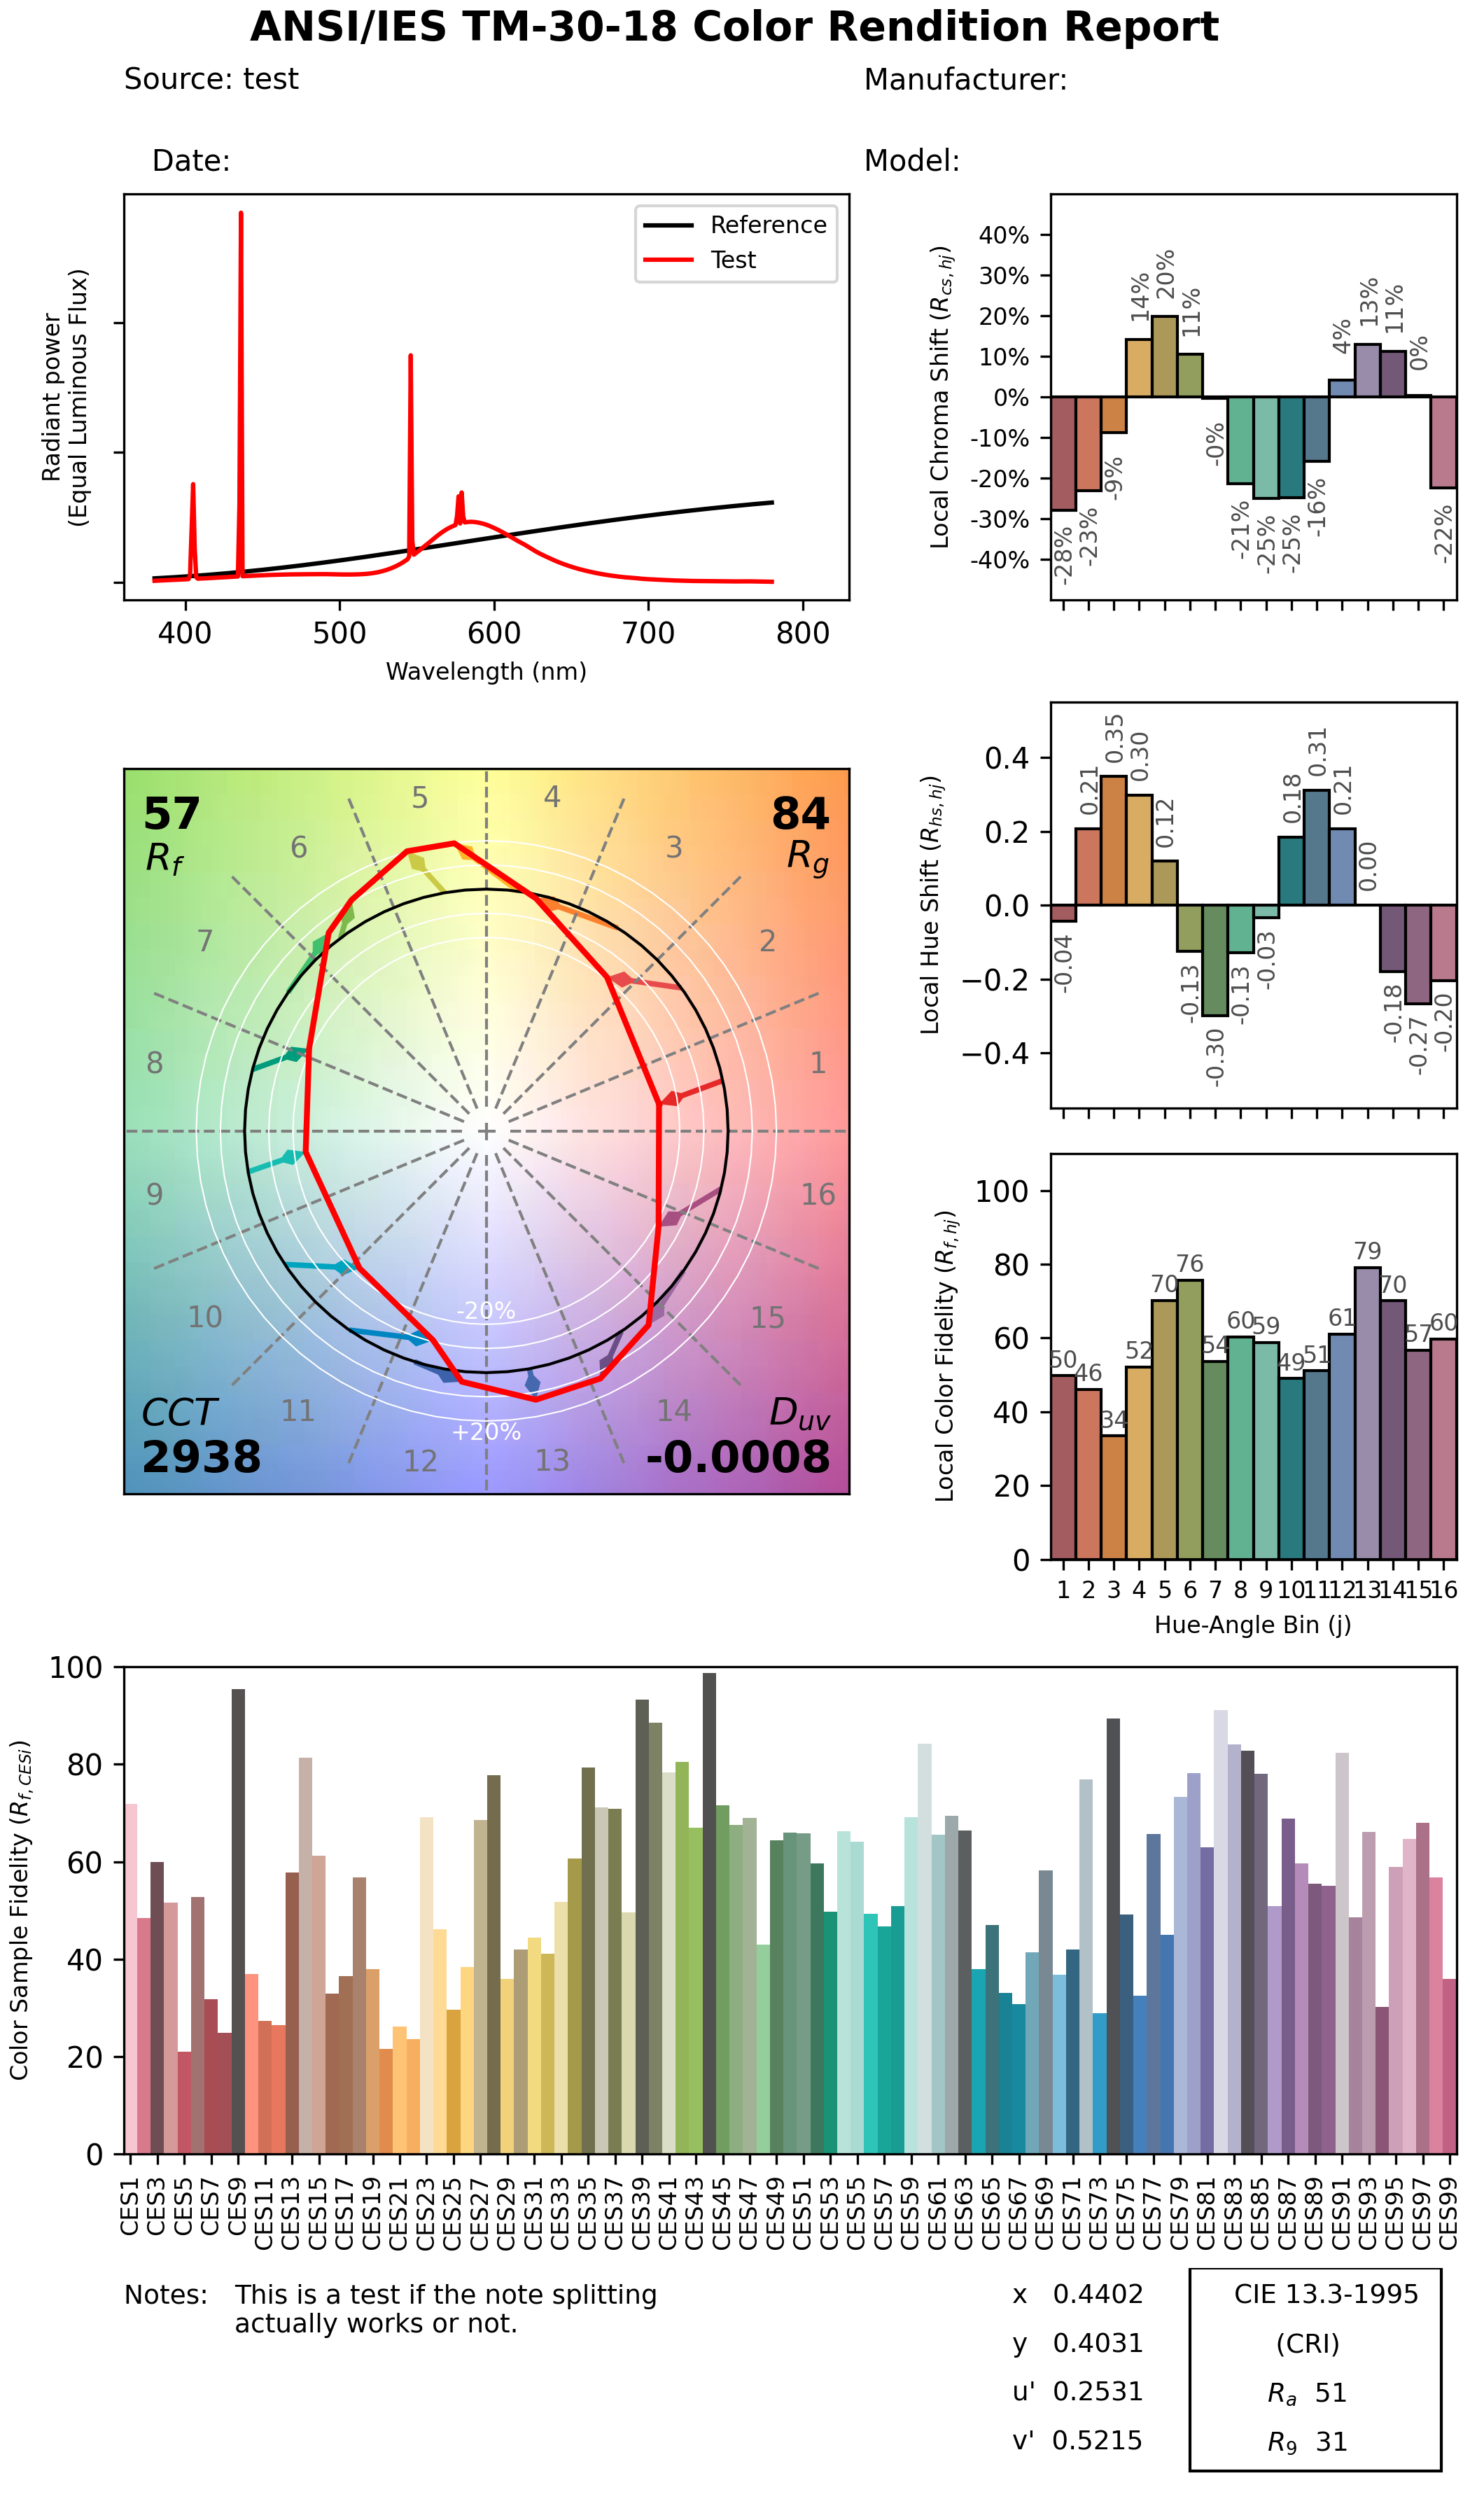 ANSI/IES TM-30-18 Color Rendition Report
Source: test
Manufacturer:
Date:
Model:
Radiant power
(Equal Luminous Flux)
Reference
Test
400 500 600 700 800
Wavelength (nm)
Local Chroma Shift (Rcs,hj)
40%
30%
20%
10%
0%
-10%
-20%
-30%
-40%
-28% -23% -9% 14% 20% 11% -0% -21% -25% -25% -16% 4% 13% 11% 0% -22%
57
Rf
84
Rg
CCT
2938
Duv
-0.0008
1 2 3 4 5 6 7 8 9 10 11 12 13 14 15 16
-20%
+20%
Local Hue Shift (Rhs,hj)
0.4
0.2
0.0
−0.2
−0.4
-0.04 0.21 0.35 0.30 0.12 -0.13 -0.30 -0.13 -0.03 0.18 0.31 0.21 0.00 -0.18 -0.27 -0.20
Local Color Fidelity (Rf,hj)
100
80
60
40
20
0
50 46 34 52 70 76 54 60 59 49 51 61 79 70 57 60
1 2 3 4 5 6 7 8 9 10 11 12 13 14 15 16
Hue-Angle Bin (j)
Color Sample Fidelity (Rf,CESi)
100
80
60
40
20
0
CES1 CES3 CES5 CES7 CES9 CES11 CES13 CES15 CES17 CES19 CES21 CES23 CES25 CES27 CES29 CES31 CES33 CES35 CES37 CES39 CES41 CES43 CES45 CES47 CES49 CES51 CES53 CES55 CES57 CES59 CES61 CES63 CES65 CES67 CES69 CES71 CES73 CES75 CES77 CES79 CES81 CES83 CES85 CES87 CES89 CES91 CES93 CES95 CES97 CES99
Notes: This is a test if the note splitting
actually works or not.
x 0.4402
y 0.4031
u' 0.2531
v' 0.5215
CIE 13.3-1995
(CRI)
Ra 51
R9 31